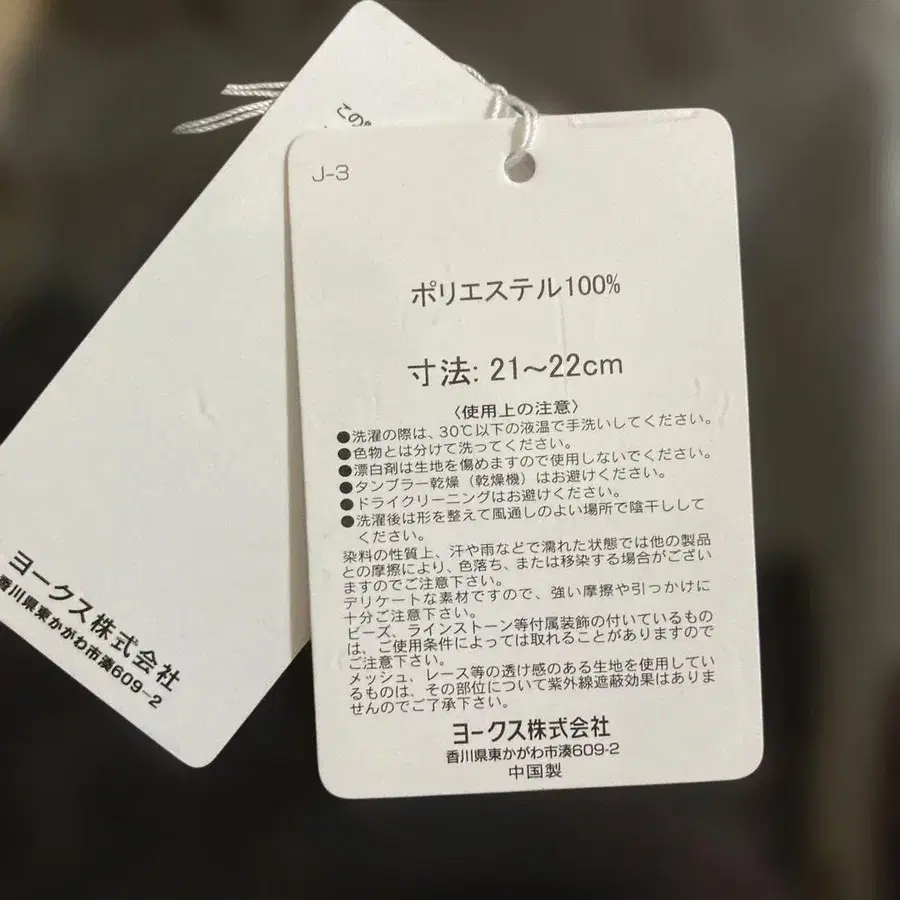 この
J-3
ポリエステル100%
寸法: 21〜22cm
〈使用上の注意〉
●洗濯の際は、30℃以下の液温で手洗いしてください。
●色物とは分けて洗ってください。
●漂白剤は生地を傷めますので使用しないでください。
●タンブラー乾燥（乾燥機）はお避けください。
●ドライクリーニングはお避けください。
●洗濯後は形を整えて風通しのよい場所で陰干しして
ください。
染料の性質上、汗や雨などで濡れた状態では他の製品
との摩擦により、色落ち、または移染する場合がござい
ますのでご注意下さい。
デリケートな素材ですので、強い摩擦や引っかけに
十分ご注意下さい。
ビーズ、ラインストーン等付属装飾の付いているもの
は、ご使用条件によっては取れることがありますので
ご注意下さい。
メッシュ、レース等の透け感のある生地を使用してい
るものは、その部位について紫外線遮蔽効果はありま
せんのでご了承下さい。
ヨークス株式会社
香川県東かがわ市湊609-2
中国製
ヨークス株式会社
香川県東かがわ市湊609-2